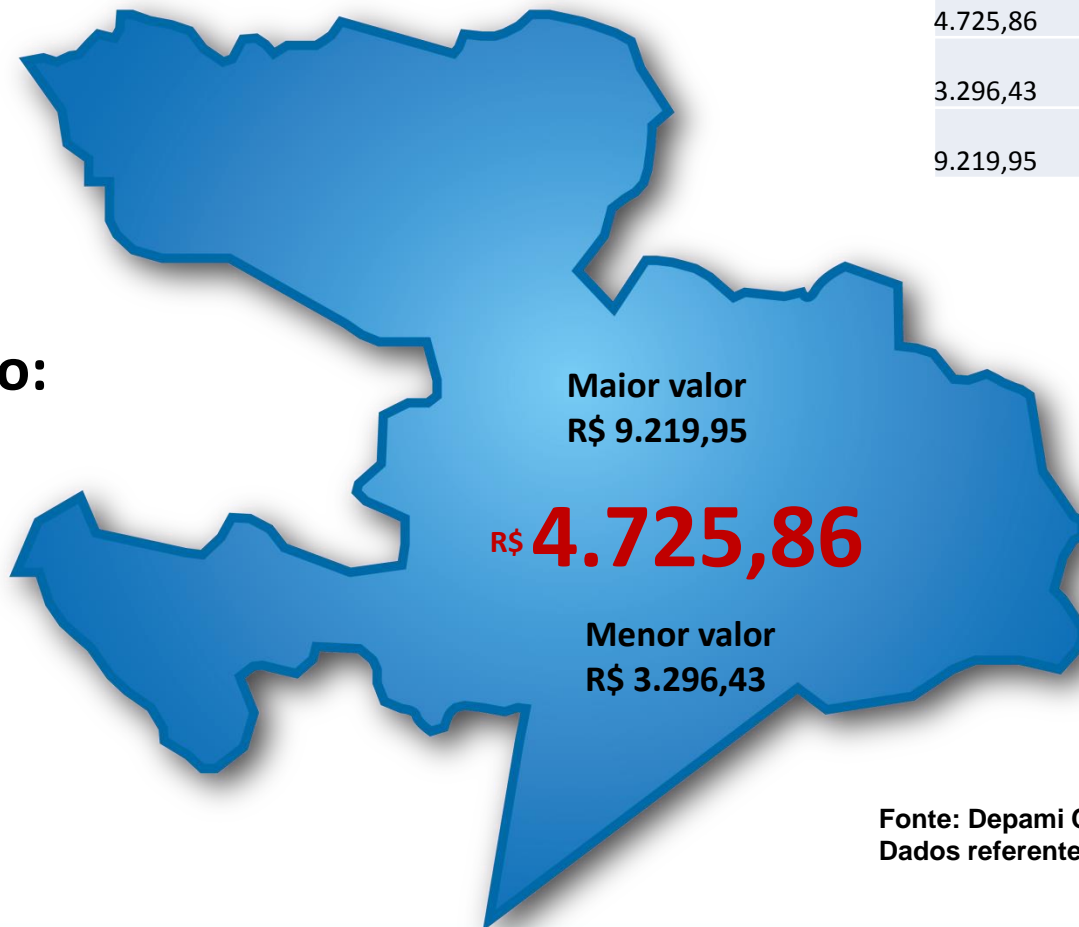 4.725,86
3.296,43
9.219,95
o:
Maior valor
R$ 9.219,95
R$ 4.725,86
Menor valor
R$ 3.296,43
Fonte: Depami
Dados referente